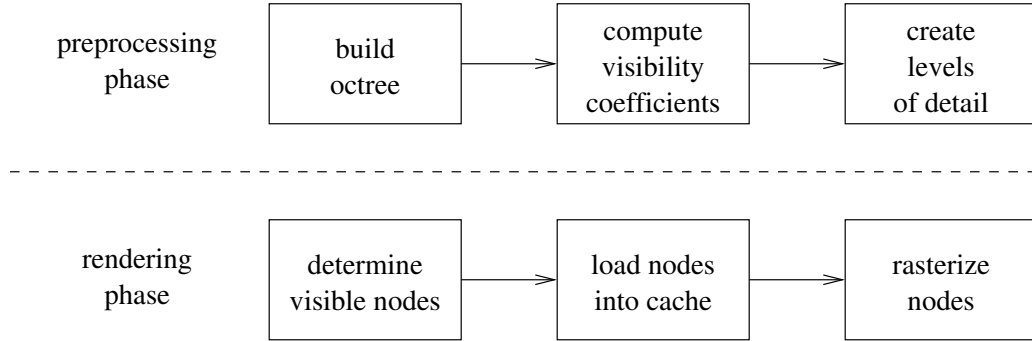 preprocessing
phase
build
octree
compute
visibility
coefficients
create
levels
of detail
rendering
phase
determine
visible nodes
load nodes
into cache
rasterize
nodes